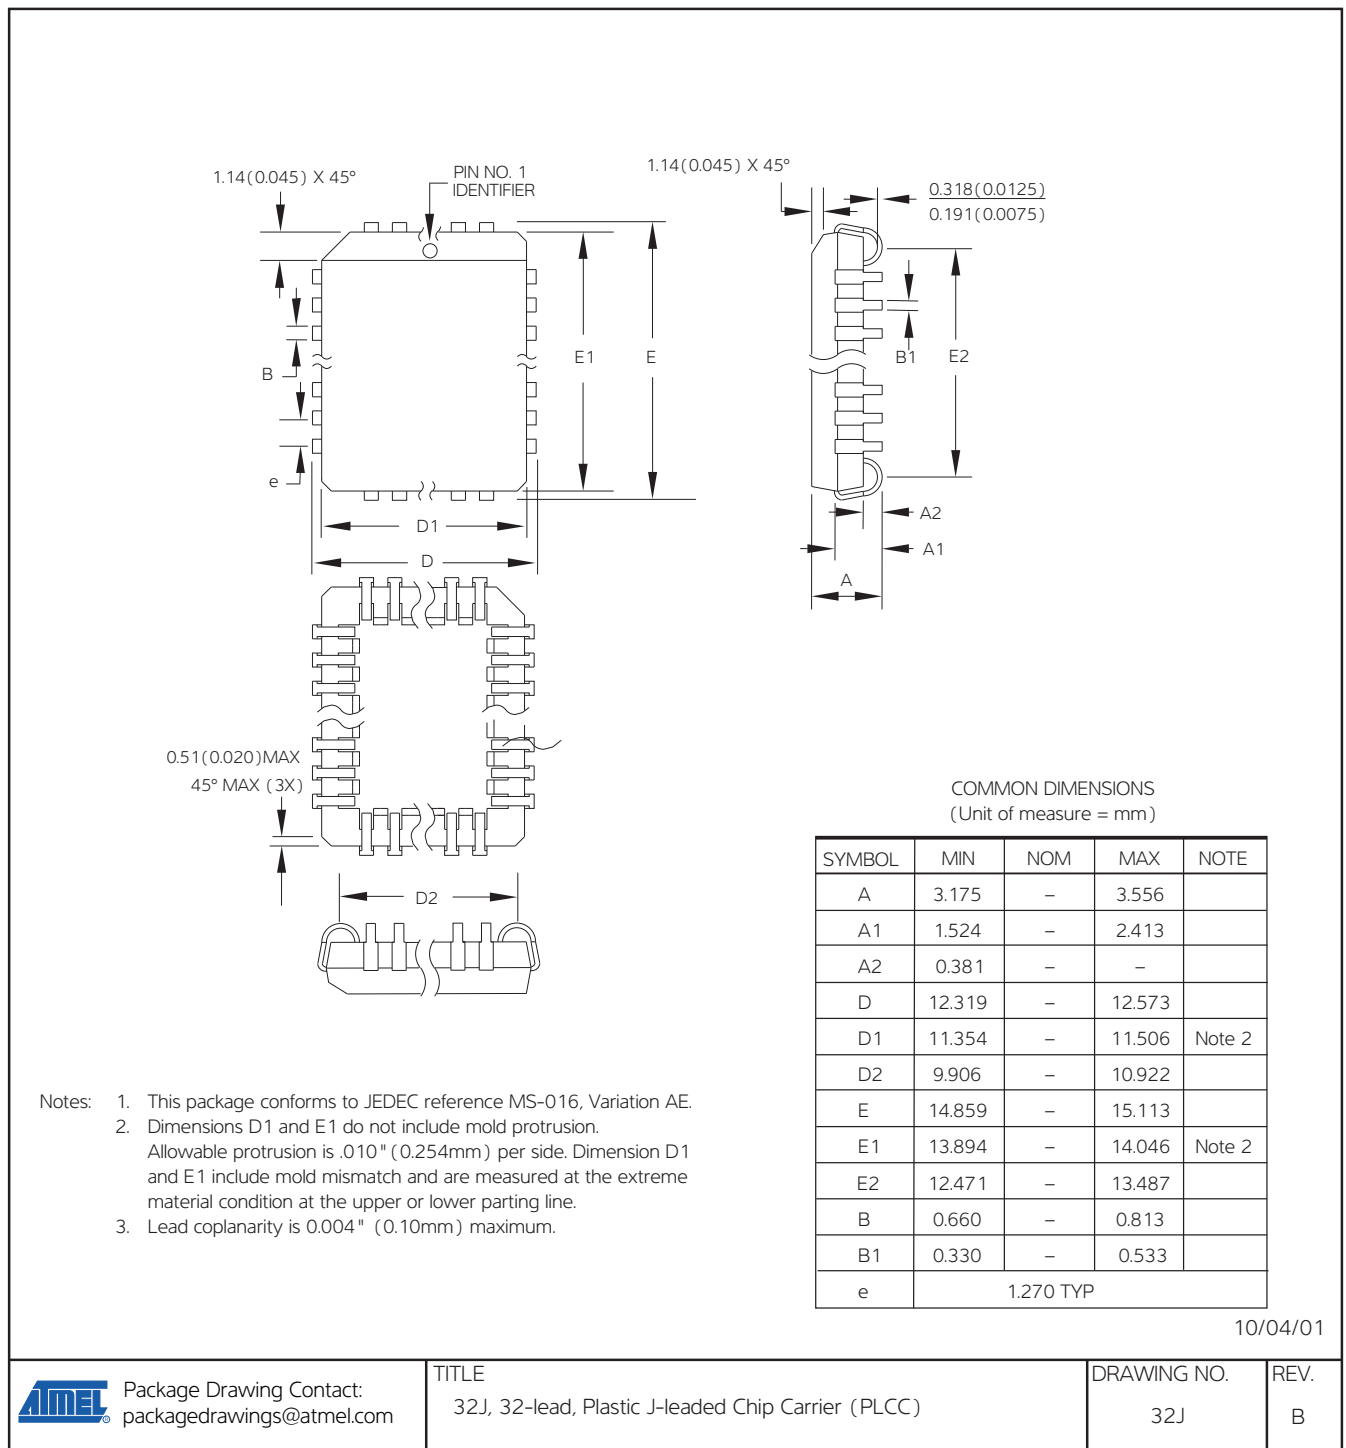 1.14(0.045) X 45°
PIN NO. 1
IDENTIFIER
1.14(0.045) X 45°
0.318(0.0125)
0.191(0.0075)
B
e
E1
E
B1
E2
D1
D
A2
A1
A
0.51(0.020)MAX
45° MAX (3X)
D2
COMMON DIMENSIONS
(Unit of measure = mm)
SYMBOL MIN NOM MAX NOTE
A 3.175 – 3.556
A1 1.524 – 2.413
A2 0.381 – –
D 12.319 – 12.573
D1 11.354 – 11.506 Note 2
D2 9.906 – 10.922
E 14.859 – 15.113
E1 13.894 – 14.046 Note 2
E2 12.471 – 13.487
B 0.660 – 0.813
B1 0.330 – 0.533
e 1.270 TYP
Notes: 1. This package conforms to JEDEC reference MS-016, Variation AE.
2. Dimensions D1 and E1 do not include mold protrusion.
Allowable protrusion is .010"(0.254mm) per side. Dimension D1
and E1 include mold mismatch and are measured at the extreme
material condition at the upper or lower parting line.
3. Lead coplanarity is 0.004" (0.10mm) maximum.
10/04/01
ATMEL®
Package Drawing Contact:
packagedrawings@atmel.com
TITLE
32J, 32-lead, Plastic J-leaded Chip Carrier (PLCC)
DRAWING NO.
32J
REV.
B